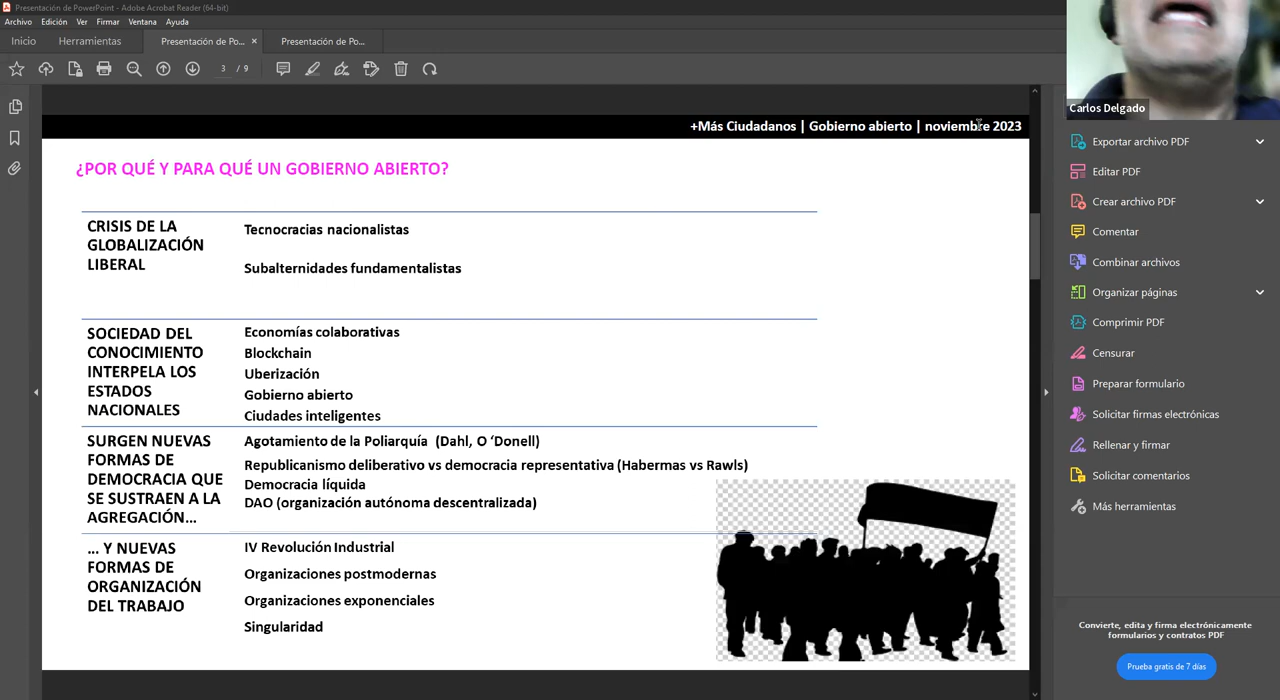 Presentación de PowerPoint - Adobe Acrobat Reader (64-bit)
Archivo Edición Ver Firmar Ventana Ayuda
Inicio Herramientas Presentación de Po... × Presentación de Po...
3 / 9
Carlos Delgado
+Más Ciudadanos | Gobierno abierto | noviembre 2023
¿POR QUÉ Y PARA QUÉ UN GOBIERNO ABIERTO?
CRISIS DE LA
GLOBALIZACIÓN
LIBERAL
Tecnocracias nacionalistas
Subalternidades fundamentalistas
SOCIEDAD DEL
CONOCIMIENTO
INTERPELA LOS
ESTADOS
NACIONALES
Economías colaborativas
Blockchain
Uberización
Gobierno abierto
Ciudades inteligentes
SURGEN NUEVAS
FORMAS DE
DEMOCRACIA QUE
SE SUSTRAEN A LA
AGREGACIÓN...
Agotamiento de la Poliarquía (Dahl, O ‘Donell)
Republicanismo deliberativo vs democracia representativa (Habermas vs Rawls)
Democracia líquida
DAO (organización autónoma descentralizada)
... Y NUEVAS
FORMAS DE
ORGANIZACIÓN
DEL TRABAJO
IV Revolución Industrial
Organizaciones postmodernas
Organizaciones exponenciales
Singularidad
Exportar archivo PDF
Editar PDF
Crear archivo PDF
Comentar
Combinar archivos
Organizar páginas
Comprimir PDF
Censurar
Preparar formulario
Solicitar firmas electrónicas
Rellenar y firmar
Solicitar comentarios
Más herramientas
Convierte, edita y firma electrónicamente
formularios y contratos PDF
Prueba gratis de 7 días